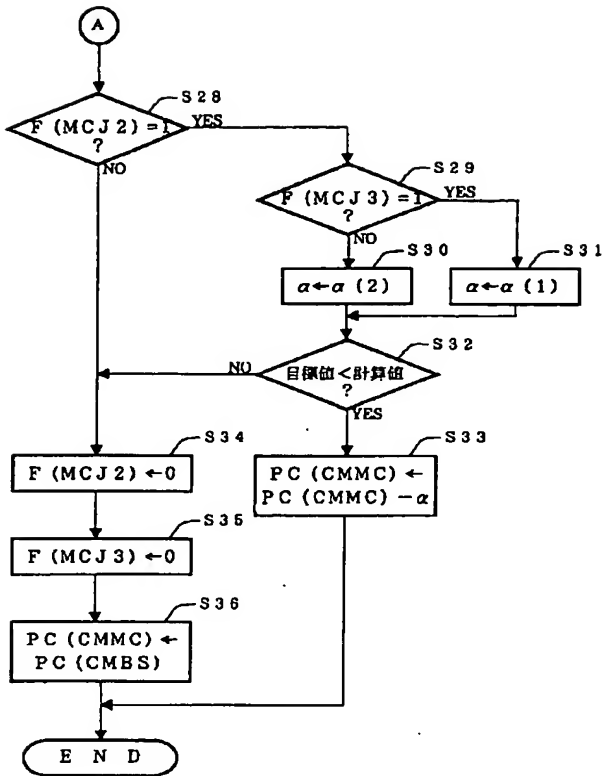 A
S28
F(MCJ2)=1
?
YES
NO
S29
F(MCJ3)=1
?
YES
NO
S30
α←α(2)
S31
α←α(1)
S32
目標値<計算値
?
NO
YES
S33
PC(CMMC)←
PC(CMMC)-α
S34
F(MCJ2)←0
S35
F(MCJ3)←0
S36
PC(CMMC)←
PC(CMBS)
END